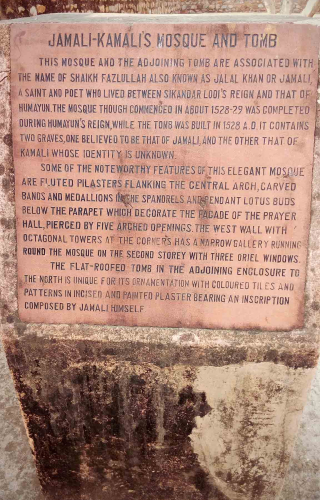 JAMALI-KAMALI'S MOSQUE AND TOMB
THIS MOSQUE AND THE ADJOINING TOMB ARE ASSOCIATED WITH
THE NAME OF SHAIKH FAZLULLAH ALSO KNOWN AS JALAL KHAN OR JAMALI,
A SAINT AND POET WHO LIVED BETWEEN SIKANDAR LODI'S REIGN AND THAT OF
HUMAYUN. THE MOSQUE THOUGH COMMENCED IN ABOUT 1528-29 WAS COMPLETED
DURING HUMAYUN'S REIGN, WHILE THE TOMB WAS BUILT IN 1528 A.D. IT CONTAINS
TWO GRAVES, ONE BELIEVED TO BE THAT OF JAMALI, AND THE OTHER THAT OF
KAMALI WHOSE IDENTITY IS UNKNOWN.
SOME OF THE NOTEWORTHY FEATURES OF THIS ELEGANT MOSQUE
ARE FLUTED PILASTERS FLANKING THE CENTRAL ARCH, CARVED
BANDS AND MEDALLIONS IN THE SPANDRELS AND PENDANT LOTUS BUDS
BELOW THE PARAPET WHICH DECORATE THE FACADE OF THE PRAYER
HALL, PIERCED BY FIVE ARCHED OPENINGS. THE WEST WALL WITH
OCTAGONAL TOWERS AT THE CORNERS HAS A NARROW GALLERY RUNNING
ROUND THE MOSQUE ON THE SECOND STOREY WITH THREE ORIEL WINDOWS.
THE FLAT-ROOFED TOMB IN THE ADJOINING ENCLOSURE TO
THE NORTH IS UNIQUE FOR ITS ORNAMENTATION WITH COLOURED TILES AND
PATTERNS IN INCISED AND PAINTED PLASTER BEARING AN INSCRIPTION
COMPOSED BY JAMALI HIMSELF